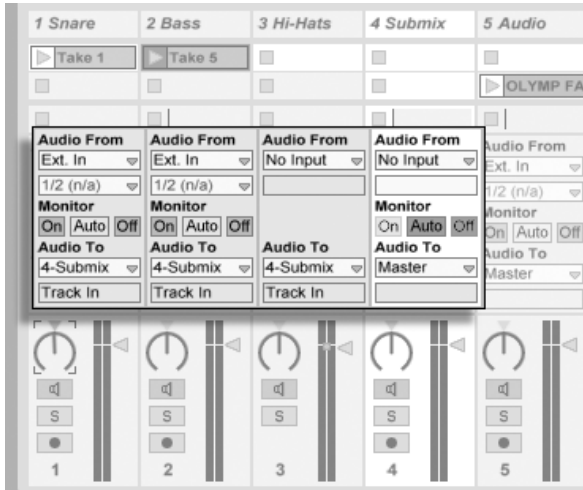 1 Snare 2 Bass 3 Hi-Hats 4 Submix 5 Audio
Take 1 Take 5
OLYMP FA
Audio From Audio From Audio From Audio From Audio From
Ext. In Ext. In No Input No Input Ext. In
1/2 (n/a) 1/2 (n/a) 1/2 (n/a)
Monitor Monitor Monitor Monitor
On Auto Off On Auto Off On Auto Off On Auto Off
Audio To Audio To Audio To Audio To Audio To
4-Submix 4-Submix 4-Submix Master Master
Track In Track In Track In
S S S S S
1 2 3 4 5